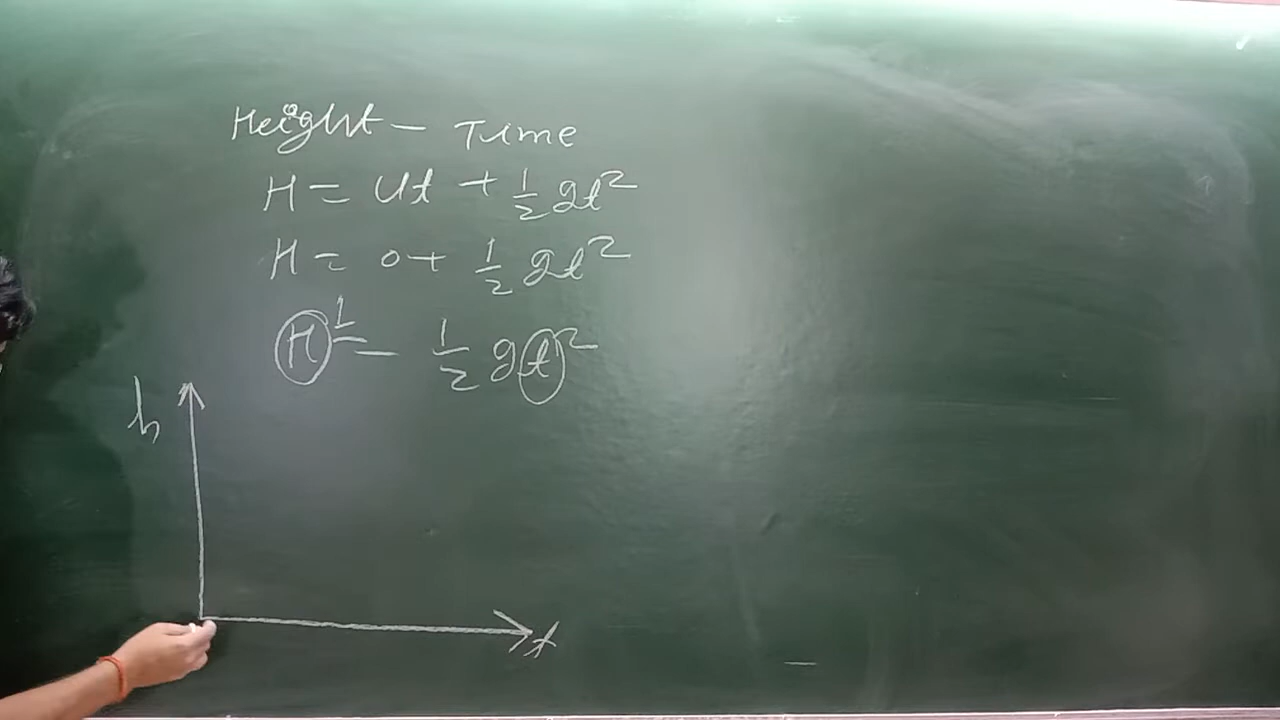 Height - Time
H = Ut + 1/2 gt²
H = 0 + 1/2 gt²
H¹ = 1/2 gt²
h
t